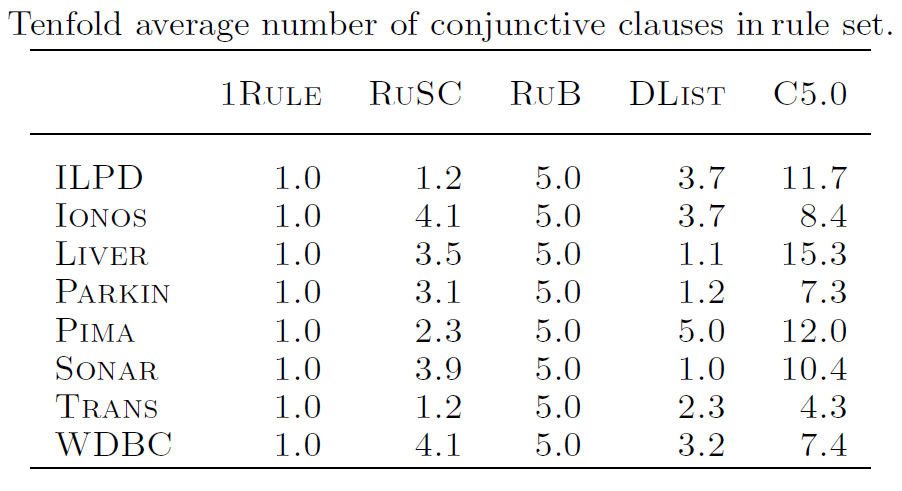 Tenfold average number of conjunctive clauses in rule set.
1RULE RUSC RUB DLIST C5.0
ILPD 1.0 1.2 5.0 3.7 11.7
IONOS 1.0 4.1 5.0 3.7 8.4
LIVER 1.0 3.5 5.0 1.1 15.3
PARKIN 1.0 3.1 5.0 1.2 7.3
PIMA 1.0 2.3 5.0 5.0 12.0
SONAR 1.0 3.9 5.0 1.0 10.4
TRANS 1.0 1.2 5.0 2.3 4.3
WDBC 1.0 4.1 5.0 3.2 7.4